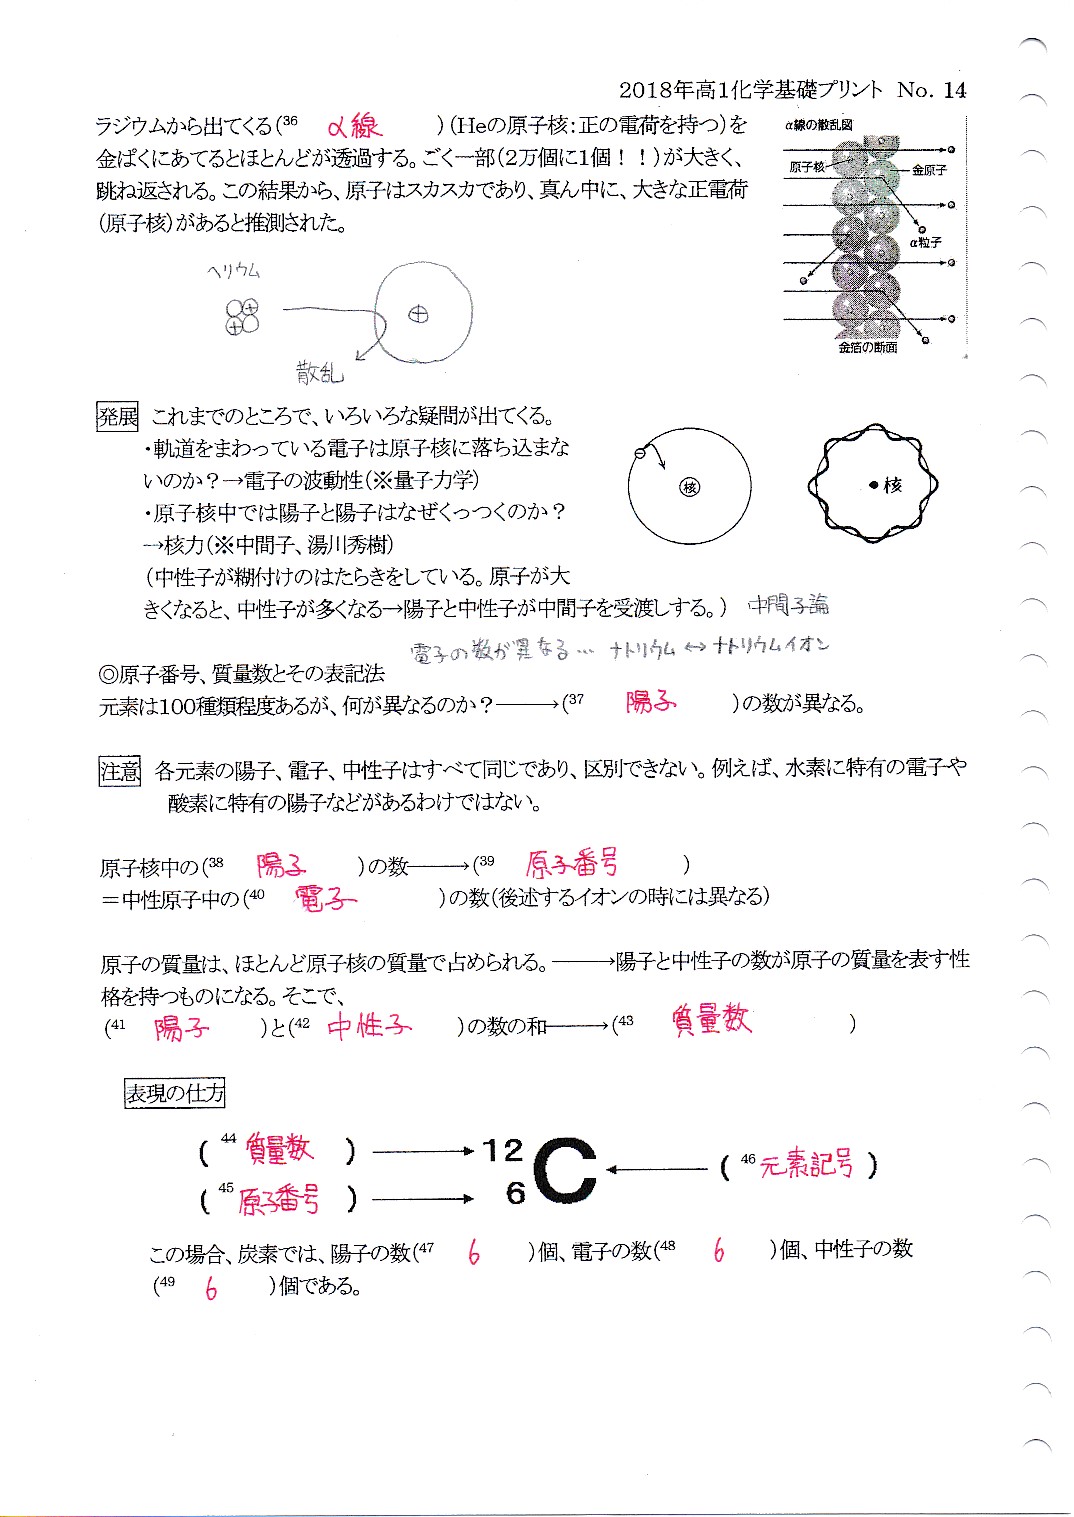 2018年高1化学基礎プリント No. 14
ラジウムから出てくる(36 α線 )(Heの原子核:正の電荷を持つ)を
金ぱくにあてるとほとんどが透過する。ごく一部(2万個に1個!!)が大きく、
跳ね返される。この結果から、原子はスカスカであり、真ん中に、大きな正電荷
(原子核)があると推測された。
α線の散乱図
原子核
金原子
α粒子
金箔の断面
ヘリウム
散乱
発展 これまでのところで、いろいろな疑問が出てくる。
・軌道をまわっている電子は原子核に落ち込まな
いのか?→電子の波動性(※量子力学)
・原子核中では陽子と陽子はなぜくっつくのか?
→核力(※中間子、湯川秀樹)
(中性子が糊付けのはたらきをしている。原子が大
きくなると、中性子が多くなる→陽子と中性子が中間子を受渡しする。) 中間子論
核
核
電子の数が異なる… ナトリウム↔ナトリウムイオン
◎原子番号、質量数とその表記法
元素は100種類程度あるが、何が異なるのか?———→(37 陽子 )の数が異なる。
注意 各元素の陽子、電子、中性子はすべて同じであり、区別できない。例えば、水素に特有の電子や
酸素に特有の陽子などがあるわけではない。
原子核中の(38 陽子 )の数———→(39 原子番号 )
=中性原子中の(40 電子 )の数(後述するイオンの時には異なる)
原子の質量は、ほとんど原子核の質量で占められる。———→陽子と中性子の数が原子の質量を表す性
格を持つものになる。そこで、
(41 陽子 )と(42 中性子 )の数の和———→(43 質量数 )
表現の仕方
(44 質量数 ) → 12 C ← (46 元素記号 )
(45 原子番号 ) → 6
この場合、炭素では、陽子の数(47 6 )個、電子の数(48 6 )個、中性子の数
(49 6 )個である。